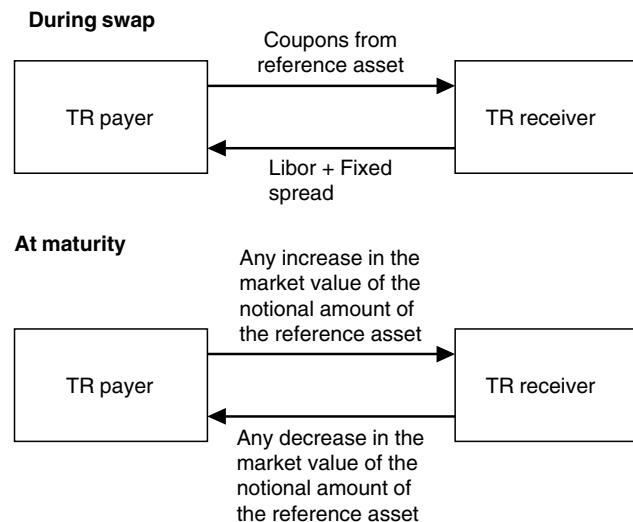 During swap
Coupons from
reference asset
TR payer
TR receiver
Libor + Fixed
spread
At maturity
Any increase in the
market value of the
notional amount of
the reference asset
TR payer
TR receiver
Any decrease in the
market value of the
notional amount of
the reference asset